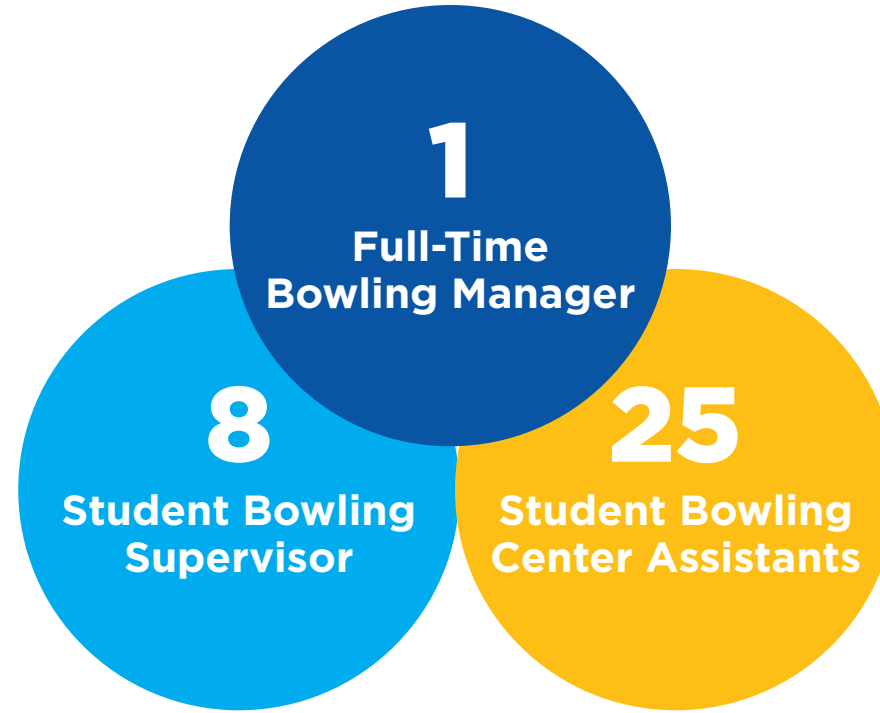 1
Full-Time
Bowling Manager
8
Student Bowling
Supervisor
25
Student Bowling
Center Assistants